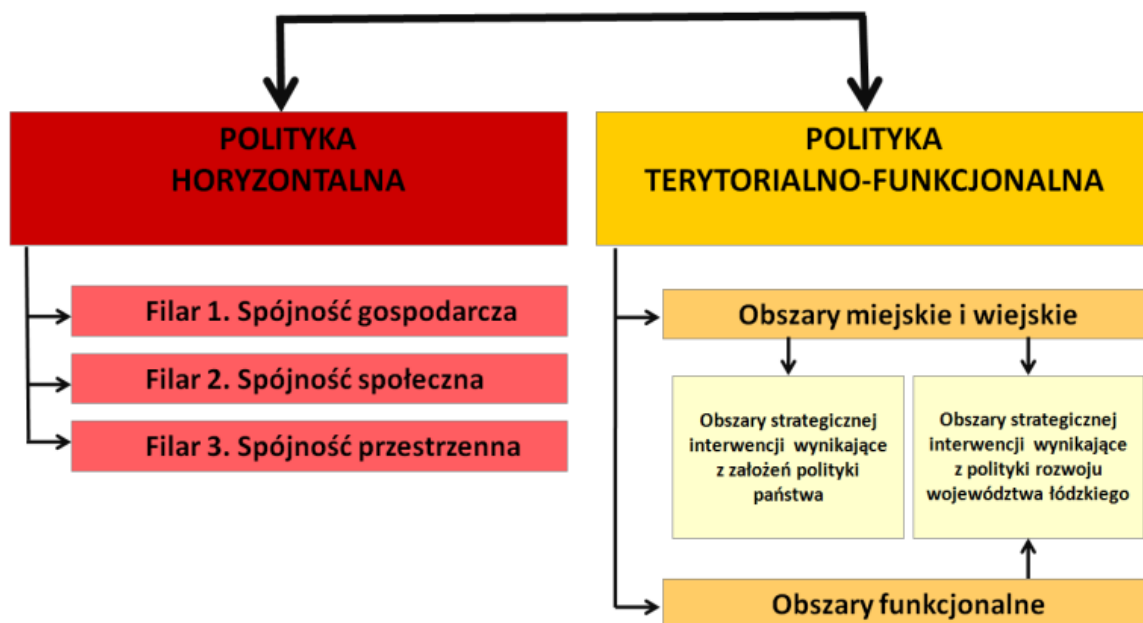 POLITYKA
HORYZONTALNA
Filar 1. Spójność gospodarcza
Filar 2. Spójność społeczna
Filar 3. Spójność przestrzenna
POLITYKA
TERYTORIALNO-FUNKCJONALNA
Obszary miejskie i wiejskie
Obszary strategicznej
interwencji wynikające
z założeń polityki
państwa
Obszary strategicznej
interwencji wynikające
z polityki rozwoju
województwa łódzkiego
Obszary funkcjonalne